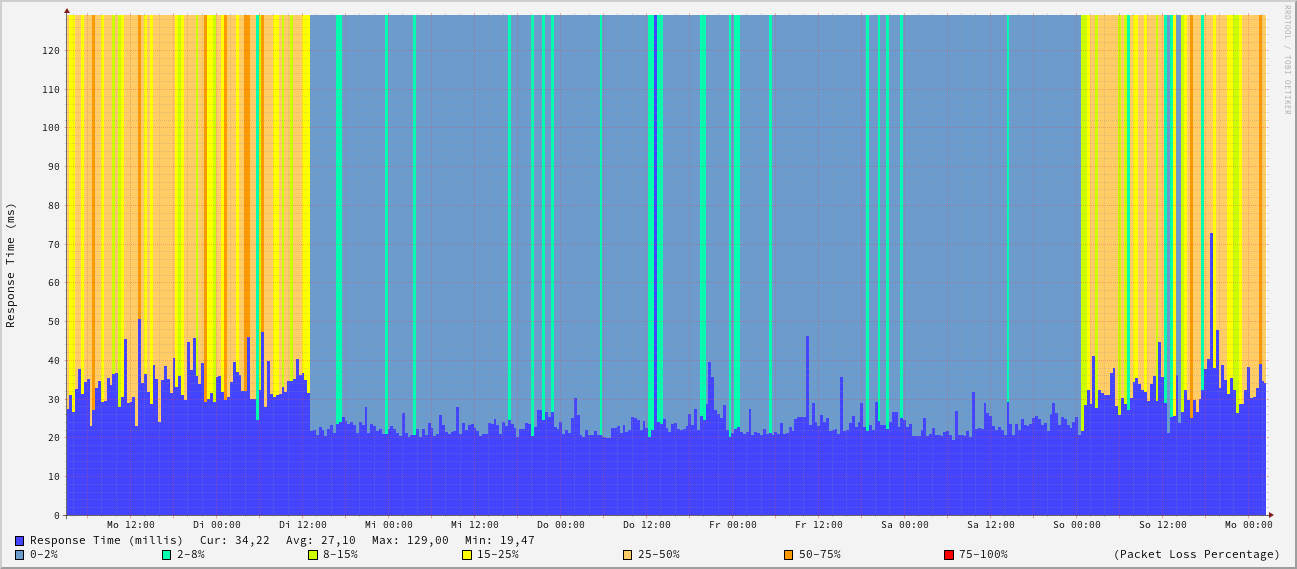 RRDTOOL / TOBI OETIKER
Response Time (ms)
120
110
100
90
80
70
60
50
40
30
20
10
0
Mo 12:00 Di 00:00 Di 12:00 Mi 00:00 Mi 12:00 Do 00:00 Do 12:00 Fr 00:00 Fr 12:00 Sa 00:00 Sa 12:00 So 00:00 So 12:00 Mo 00:00
Response Time (millis) Cur: 34,22 Avg: 27,10 Max: 129,00 Min: 19,47
0-2% 2-8% 8-15% 15-25% 25-50% 50-75% 75-100% (Packet Loss Percentage)